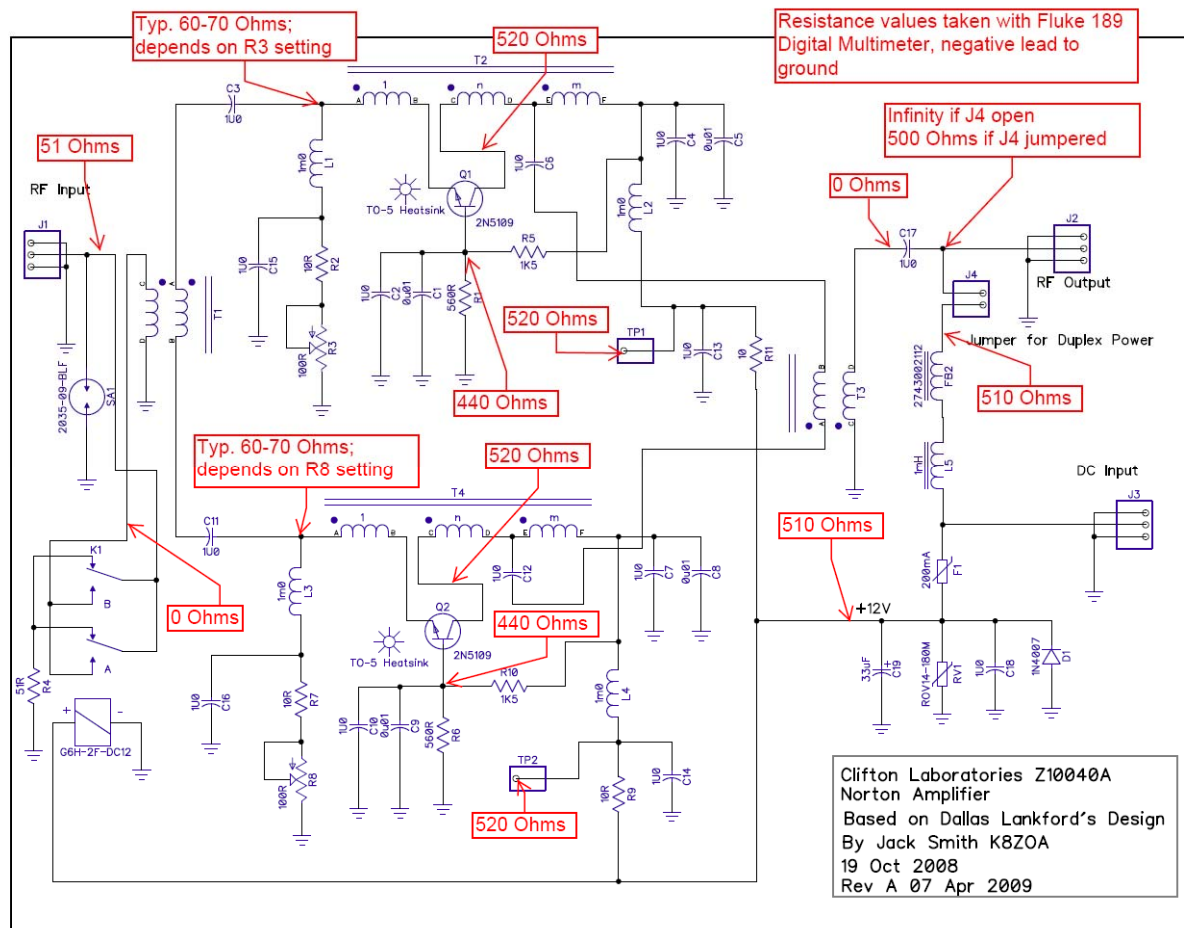 Typ. 60-70 Ohms;
depends on R3 setting
520 Ohms
Resistance values taken with Fluke 189
Digital Multimeter, negative lead to
ground
T2
C3
1U0
A
1
B
C
n
D
E
m
F
1U0
C4
0u01
C5
Infinity if J4 open
500 Ohms if J4 jumpered
51 Ohms
RF Input
J1
1m0
L1
1U0
C6
Q1
TO-5 Heatsink
2N5109
1m0
L2
0 Ohms
C17
1U0
J2
RF Output
J4
Jumper for Duplex Power
C
D
A
B
T1
1U0
C15
10R
R2
100R
R3
R5
1K5
1U0
C2
0u01
C1
560R
R1
520 Ohms
TP1
1U0
C13
10
R11
440 Ohms
B
A
D
C
T3
2743002112
FB2
510 Ohms
2035-09-BLF
SA1
Typ. 60-70 Ohms;
depends on R8 setting
520 Ohms
1mH
L5
DC Input
J3
T4
C11
1U0
A
1
B
C
n
D
E
m
F
1U0
C12
1U0
C7
0u01
C8
510 Ohms
200mA
F1
K1
B
A
0 Ohms
1m0
L3
Q2
440 Ohms
TO-5 Heatsink
2N5109
+12V
51R
R4
1U0
C16
10R
R7
R10
1K5
1m0
L4
33uF
+
C19
ROV14-180M
RV1
1U0
C18
1N4007
D1
+
-
G6H-2F-DC12
100R
R8
1U0
C10
0u01
C9
560R
R6
TP2
10R
R9
1U0
C14
520 Ohms
Clifton Laboratories Z10040A
Norton Amplifier
Based on Dallas Lankford's Design
By Jack Smith K8ZOA
19 Oct 2008
Rev A 07 Apr 2009